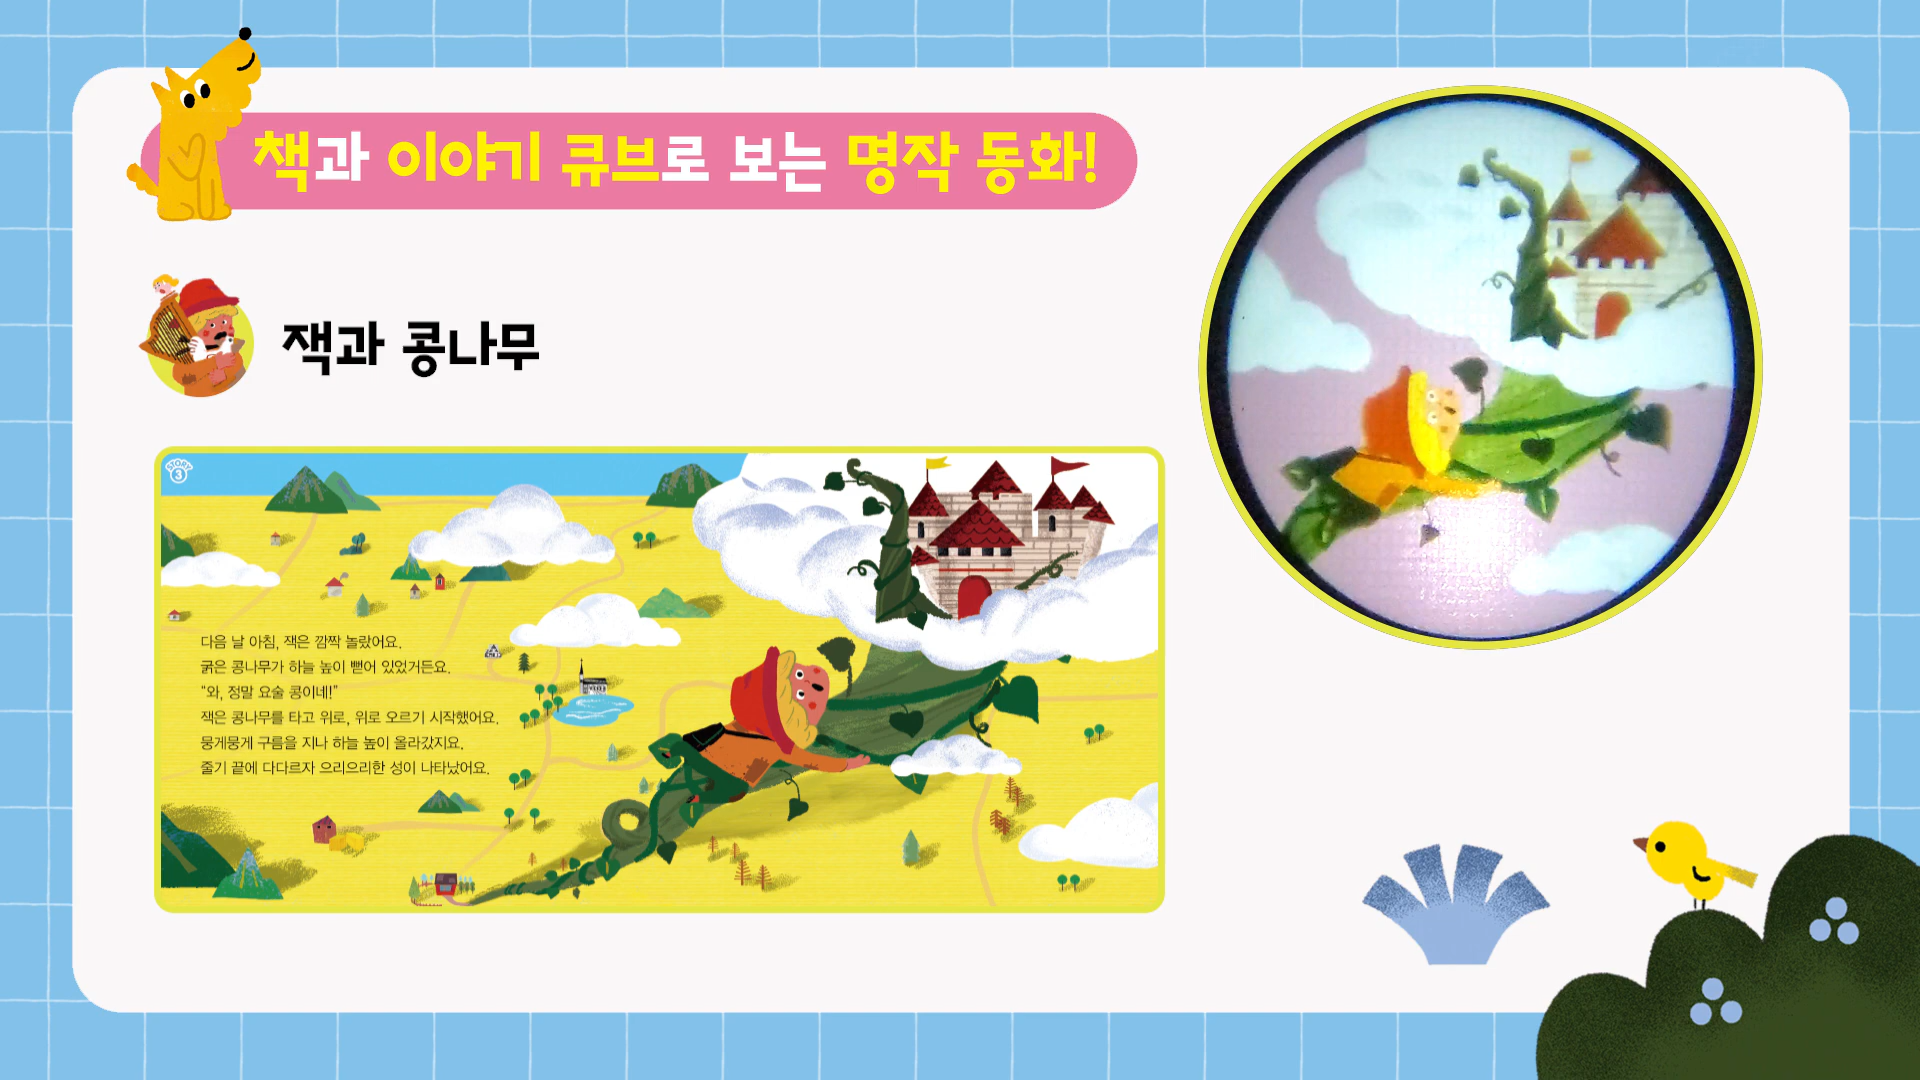 책과 이야기 큐브로 보는 명작 동화!
잭과 콩나무
STORY
3
다음 날 아침, 잭은 깜짝 놀랐어요.
굵은 콩나무가 하늘 높이 뻗어 있었거든요.
"와, 정말 요술 콩이네!"
잭은 콩나무를 타고 위로, 위로 오르기 시작했어요.
뭉게뭉게 구름을 지나 하늘 높이 올라갔지요.
줄기 끝에 다다르자 으리으리한 성이 나타났어요.